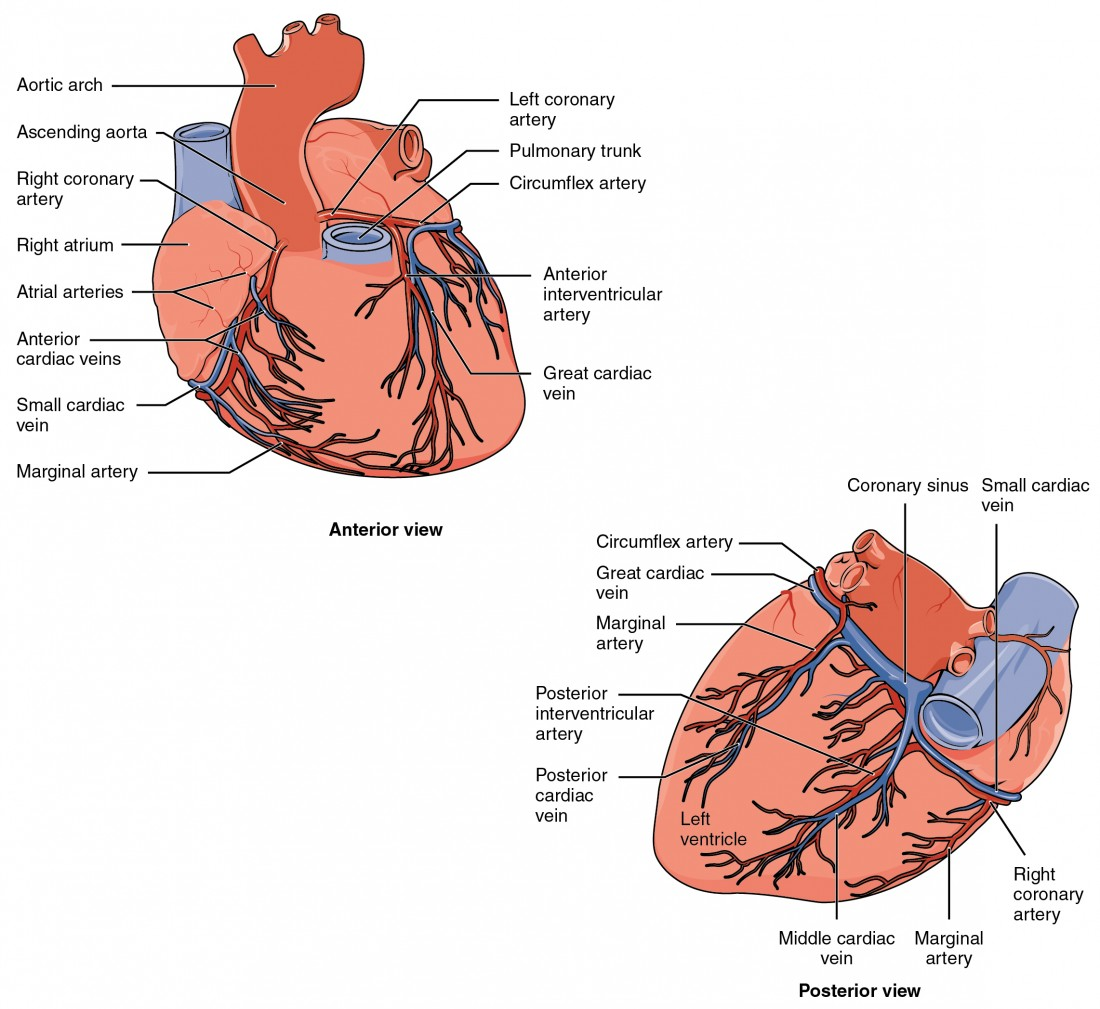 Aortic arch
Ascending aorta
Right coronary
artery
Right atrium
Atrial arteries
Anterior
cardiac veins
Small cardiac
vein
Marginal artery
Left coronary
artery
Pulmonary trunk
Circumflex artery
Anterior
interventricular
artery
Great cardiac
vein
Anterior view
Coronary sinus
Small cardiac
vein
Circumflex artery
Great cardiac
vein
Marginal
artery
Posterior
interventricular
artery
Posterior
cardiac
vein
Left
ventricle
Right
coronary
artery
Middle cardiac
vein
Marginal
artery
Posterior view